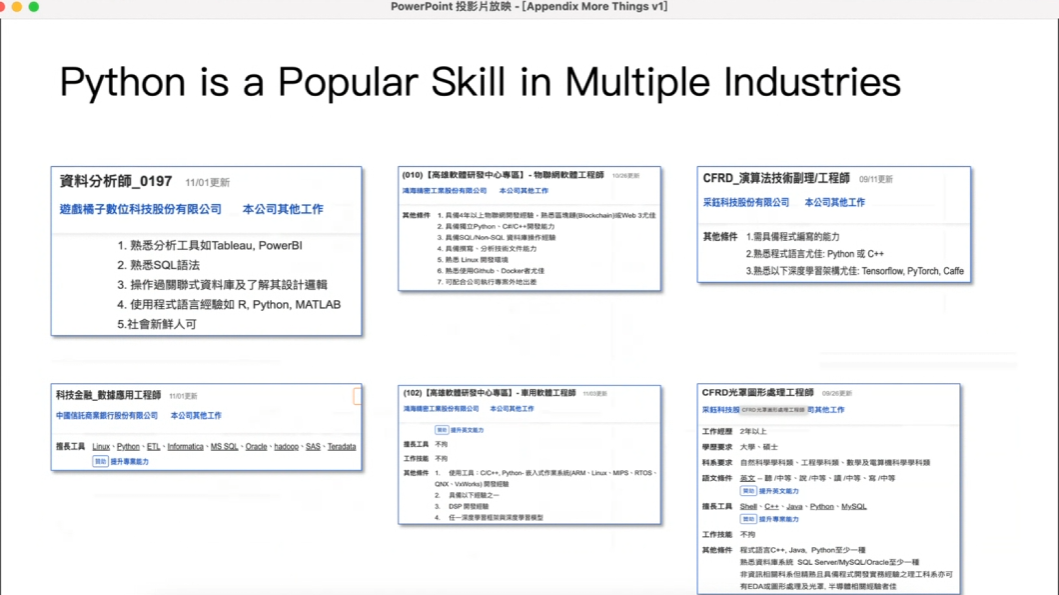 PowerPoint 投影片放映 - [Appendix More Things v1]
Python is a Popular Skill in Multiple Industries
資料分析師_0197 11/01更新
遊戲橘子數位科技股份有限公司 本公司其他工作
1. 熟悉分析工具如Tableau, PowerBI
2. 熟悉SQL語法
3. 操作過關聯式資料庫及了解其設計邏輯
4. 使用程式語言經驗如 R, Python, MATLAB
5.社會新鮮人可
(010)【高雄軟體研發中心專區】- 物聯網軟體工程師 10/26更新
鴻海精密工業股份有限公司 本公司其他工作
其他條件 1. 具備4年以上物聯網開發經驗，熟悉區塊鏈(Blockchain)或Web 3尤佳
2. 具備獨立Python、C#/C++開發能力
3. 具備SQL/Non-SQL 資料庫操作經驗
4. 具備撰寫、分析技術文件能力
5. 熟悉 Linux 開發環境
6. 熟悉使用Github、Docker者尤佳
7. 可配合公司執行專案外地出差
CFRD_演算法技術副理/工程師 09/11更新
采鈺科技股份有限公司 本公司其他工作
其他條件 1.需具備程式編寫的能力
2.熟悉程式語言尤佳: Python 或 C++
3.熟悉以下深度學習架構尤佳: Tensorflow, PyTorch, Caffe
科技金融_數據應用工程師 11/01更新
中國信託商業銀行股份有限公司 本公司其他工作
擅長工具 Linux、Python、ETL、Informatica、MS SQL、Oracle、hadoop、SAS、Teradata
贊助 提升專業能力
(102)【高雄軟體研發中心專區】- 車用軟體工程師 11/03更新
鴻海精密工業股份有限公司 本公司其他工作
贊助 提升英文能力
擅長工具 不拘
工作技能 不拘
其他條件 1. 使用工具：C/C++, Python- 嵌入式作業系統(ARM、Linux、MIPS、RTOS、
QNX、VxWorks) 開發經驗
2. 具備以下經驗之一
3. DSP 開發經驗
4. 任一深度學習框架與深度學習模型
CFRD光罩圖形處理工程師 09/26更新
采鈺科技股 CFRD光罩圖形處理工程師 司其他工作
工作經歷 2年以上
學歷要求 大學、碩士
科系要求 自然科學學科類、工程學科類、數學及電算機科學學科類
語文條件 英文 -- 聽 /中等、說 /中等、讀 /中等、寫 /中等
贊助 提升英文能力
擅長工具 Shell、C++、Java、Python、MySQL
贊助 提升專業能力
工作技能 不拘
其他條件 程式語言C++, Java, Python至少一種
熟悉資料庫系統 SQL Server/MySQL/Oracle至少一種
非資訊相關科系但精熟且具備程式開發實務經驗之理工科系亦可
有EDA或圖形處理及光罩, 半導體相關經驗者佳